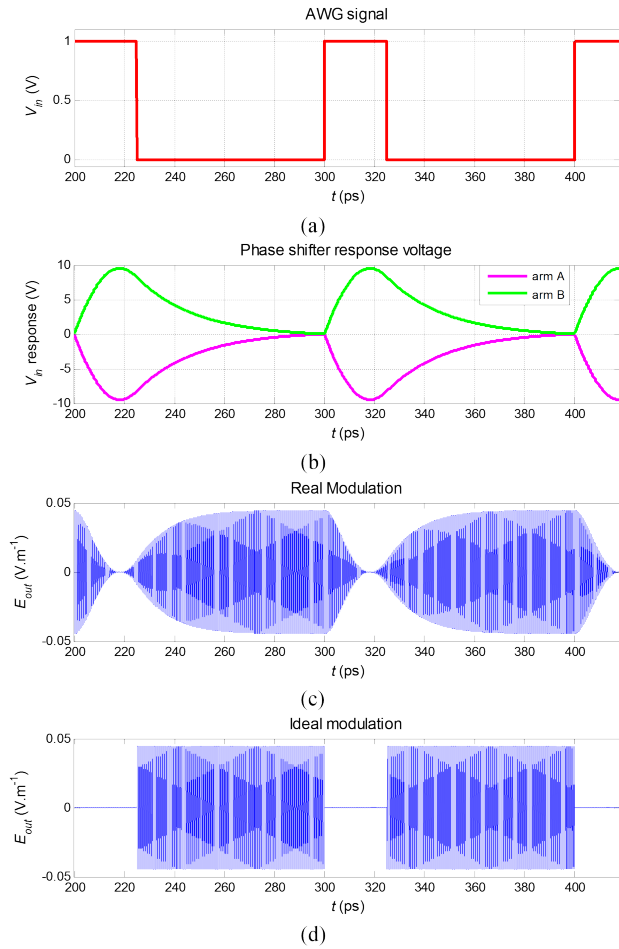 AWG signal
1
0.5
0
V_in (V)
200 220 240 260 280 300 320 340 360 380 400
t (ps)
(a)
Phase shifter response voltage
10
5
0
-5
-10
V_in response (V)
arm A
arm B
200 220 240 260 280 300 320 340 360 380 400
t (ps)
(b)
Real Modulation
0.05
0
-0.05
E_out (V.m⁻¹)
200 220 240 260 280 300 320 340 360 380 400
t (ps)
(c)
Ideal modulation
0.05
0
-0.05
E_out (V.m⁻¹)
200 220 240 260 280 300 320 340 360 380 400
t (ps)
(d)